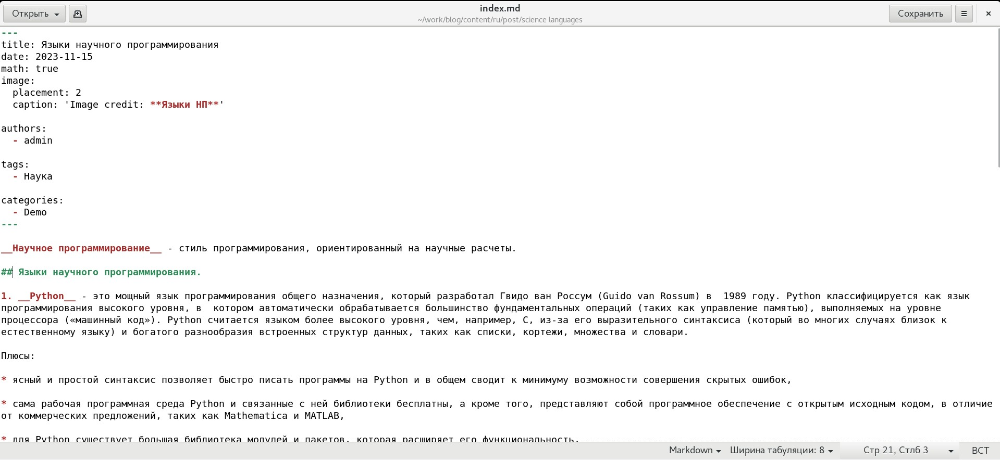 Открыть
index.md
~/work/blog/content/ru/post/science languages
Сохранить
---
title: Языки научного программирования
date: 2023-11-15
math: true
image:
  placement: 2
  caption: 'Image credit: **Языки НП**'
authors:
  - admin
tags:
  - Наука
categories:
  - Demo
---
__Научное программирование__ - стиль программирования, ориентированный на научные расчеты.
## Языки научного программирования.
1. __Python__ - это мощный язык программирования общего назначения, который разработал Гвидо ван Россум (Guido van Rossum) в  1989 году. Python классифицируется как язык
программирования высокого уровня, в  котором автоматически обрабатывается большинство фундаментальных операций (таких как управление памятью), выполняемых на уровне
процессора («машинный код»). Python считается языком более высокого уровня, чем, например, C, из-за его выразительного синтаксиса (который во многих случаях близок к
естественному языку) и богатого разнообразия встроенных структур данных, таких как списки, кортежи, множества и словари.
Плюсы:
* ясный и простой синтаксис позволяет быстро писать программы на Python и в общем сводит к минимуму возможности совершения скрытых ошибок,
* сама рабочая программная среда Python и связанные с ней библиотеки бесплатны, а кроме того, представляют собой программное обеспечение с открытым исходным кодом, в отличие
от коммерческих предложений, таких как Mathematica и MATLAB,
* для Python существует большая библиотека модулей и пакетов, которая расширяет его функциональность.
Markdown
Ширина табуляции: 8
Стр 21, Стлб 3
ВСТ